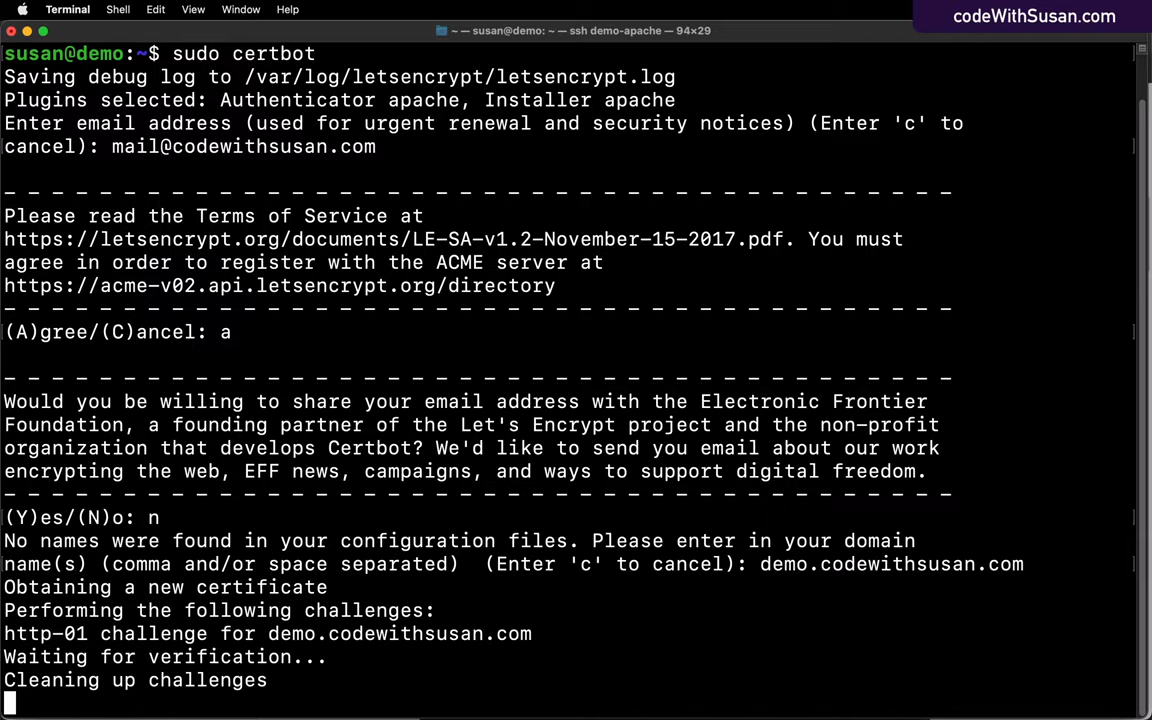 Terminal Shell Edit View Window Help
codeWithSusan.com
~ — susan@demo: ~ — ssh demo-apache — 94×29
susan@demo:~$ sudo certbot
Saving debug log to /var/log/letsencrypt/letsencrypt.log
Plugins selected: Authenticator apache, Installer apache
Enter email address (used for urgent renewal and security notices) (Enter 'c' to
cancel): mail@codewithsusan.com
- - - - - - - - - - - - - - - - - - - - - - - - - - - - - - - - - - - - - - - -
Please read the Terms of Service at
https://letsencrypt.org/documents/LE-SA-v1.2-November-15-2017.pdf. You must
agree in order to register with the ACME server at
https://acme-v02.api.letsencrypt.org/directory
- - - - - - - - - - - - - - - - - - - - - - - - - - - - - - - - - - - - - - - -
(A)gree/(C)ancel: a
- - - - - - - - - - - - - - - - - - - - - - - - - - - - - - - - - - - - - - - -
Would you be willing to share your email address with the Electronic Frontier
Foundation, a founding partner of the Let's Encrypt project and the non-profit
organization that develops Certbot? We'd like to send you email about our work
encrypting the web, EFF news, campaigns, and ways to support digital freedom.
- - - - - - - - - - - - - - - - - - - - - - - - - - - - - - - - - - - - - - - -
(Y)es/(N)o: n
No names were found in your configuration files. Please enter in your domain
name(s) (comma and/or space separated)  (Enter 'c' to cancel): demo.codewithsusan.com
Obtaining a new certificate
Performing the following challenges:
http-01 challenge for demo.codewithsusan.com
Waiting for verification...
Cleaning up challenges